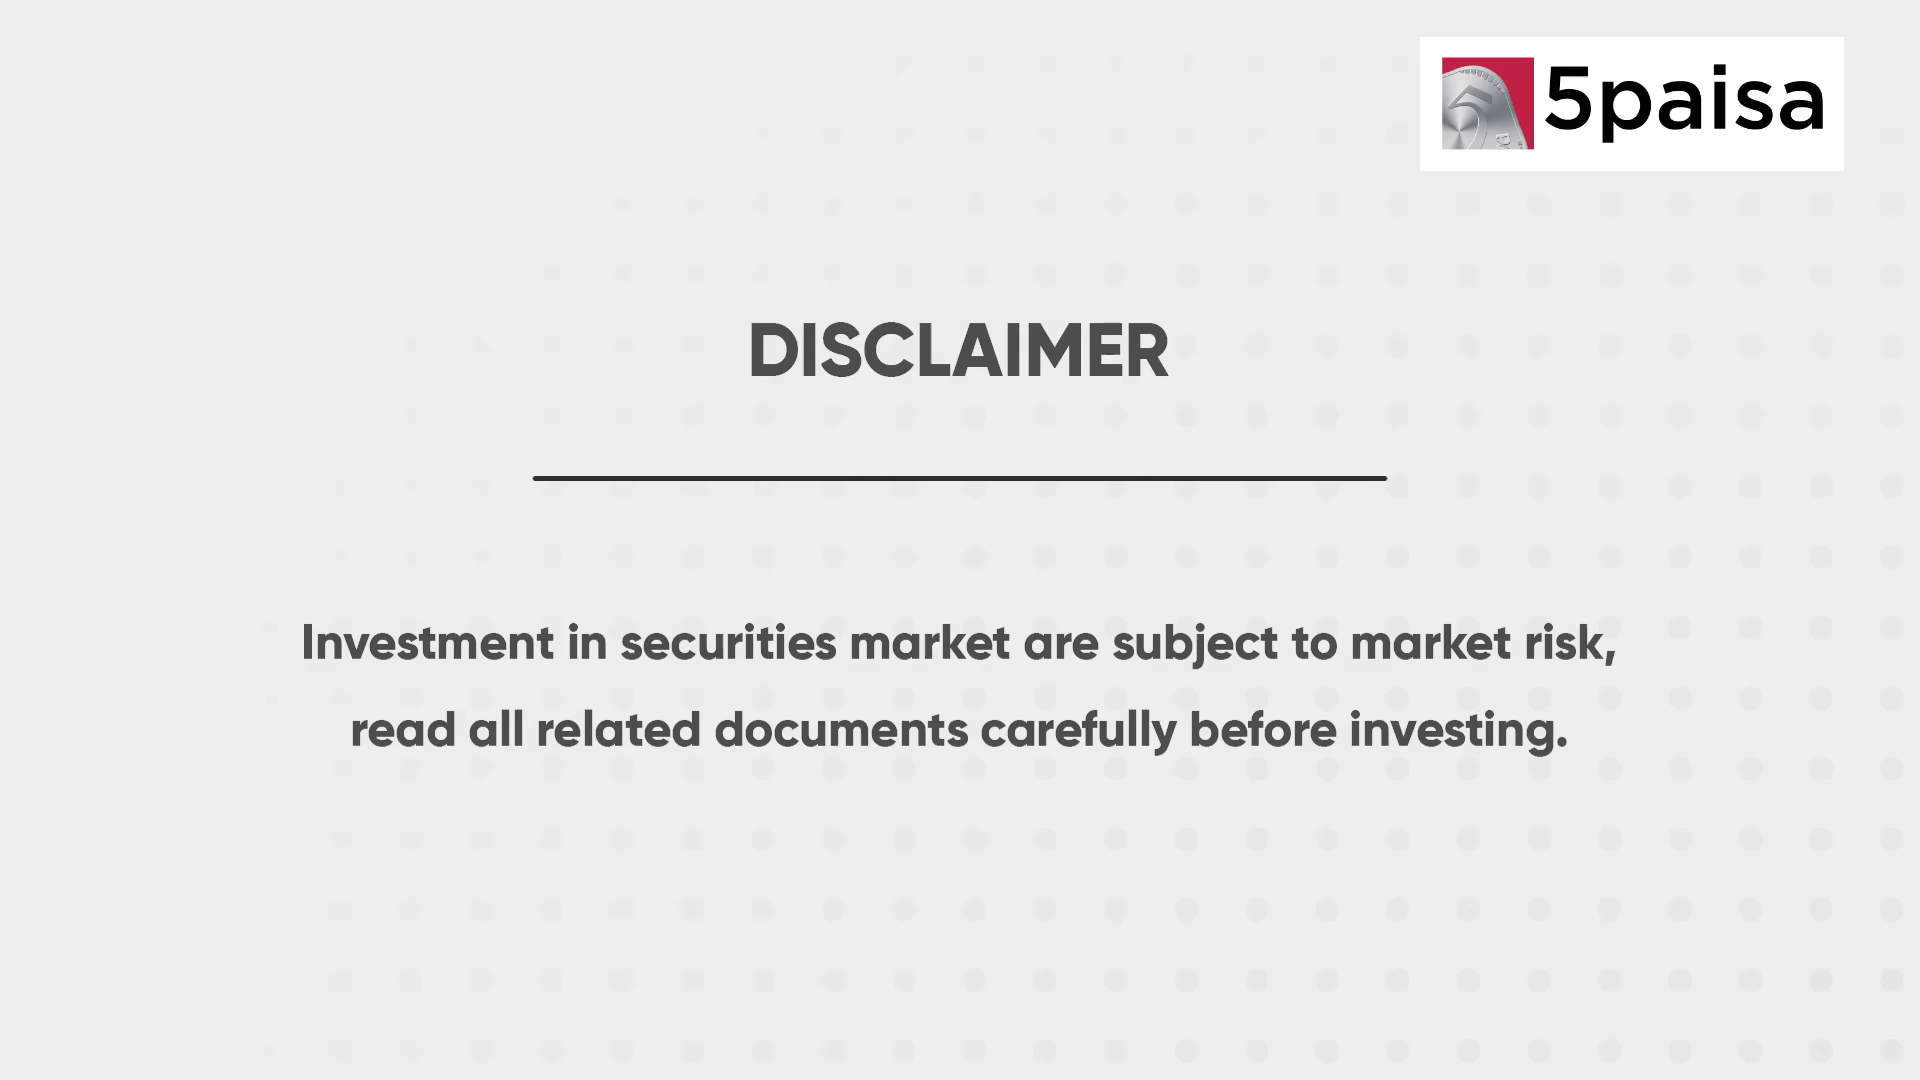 5paisa
DISCLAIMER
Investment in securities market are subject to market risk,
read all related documents carefully before investing.